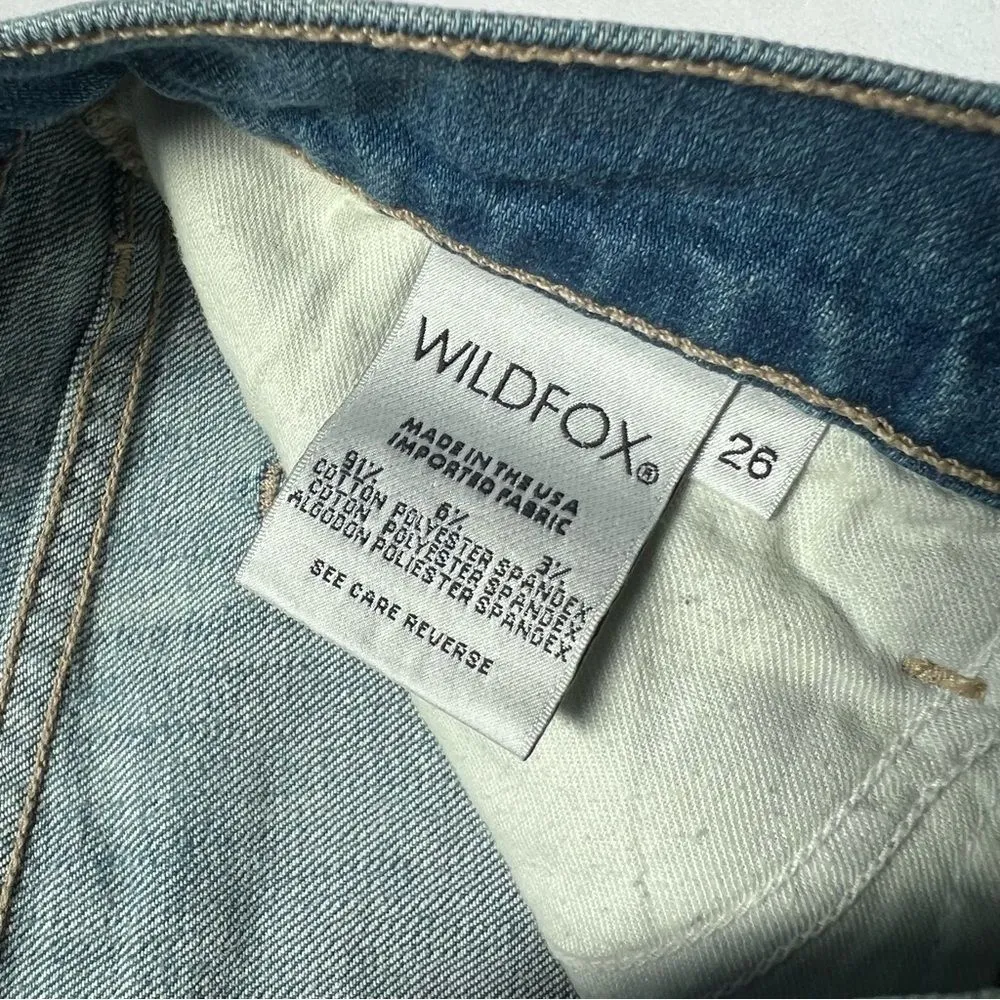 WILDFOX®
26
MADE IN THE USA
IMPORTED FABRIC
91% 6% 3%
COTTON POLYESTER SPANDEX
COTON, POLYESTER SPANDEX
ALGODON POLIESTER SPANDEX
SEE CARE REVERSE